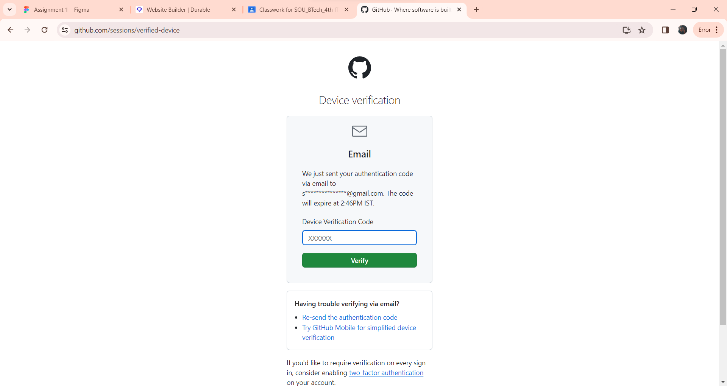 Assignment 1 – Figma
Website Builder | Durable
Classwork for SOU_BTech_4th
GitHub · Where software is buil
github.com/sessions/verified-device
Error
Device verification
Email
We just sent your authentication code
via email to
s**************@gmail.com. The code
will expire at 2:46PM IST.
Device Verification Code
XXXXXX
Verify
Having trouble verifying via email?
• Re-send the authentication code
• Try GitHub Mobile for simplified device
verification
If you'd like to require verification on every sign
in, consider enabling two-factor authentication
on your account.